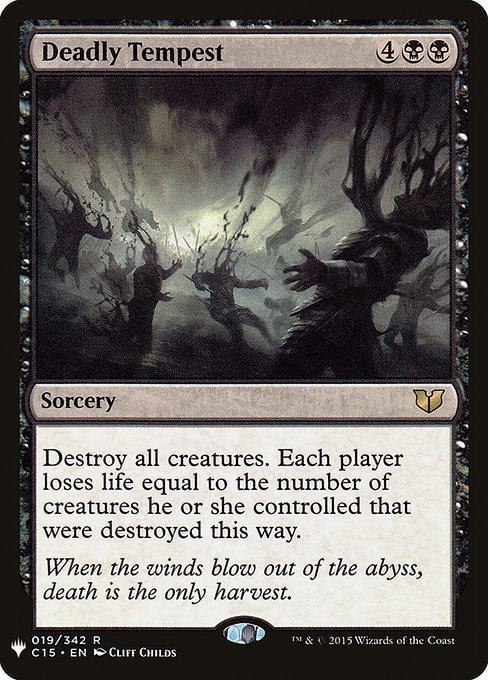 Deadly Tempest 4
Sorcery
Destroy all creatures. Each player
loses life equal to the number of
creatures he or she controlled that
were destroyed this way.
When the winds blow out of the abyss,
death is the only harvest.
019/342 R
C15 • EN Cliff Childs
™ & © 2015 Wizards of the Coast